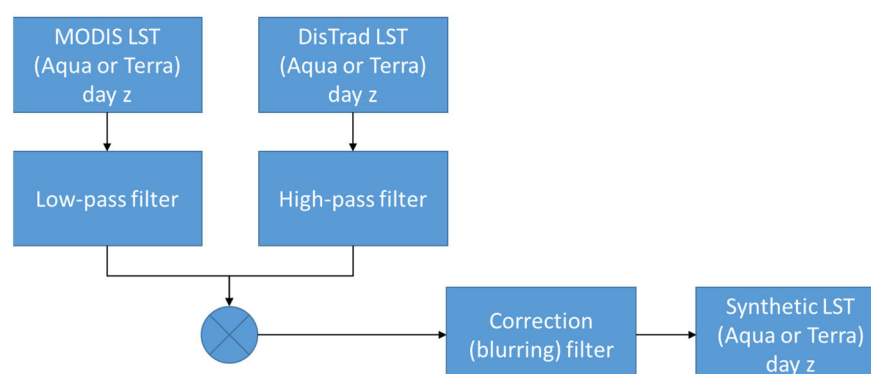 MODIS LST
(Aqua or Terra)
day z
DisTrad LST
(Aqua or Terra)
day z
Low-pass filter
High-pass filter
Correction
(blurring) filter
Synthetic LST
(Aqua or Terra)
day z